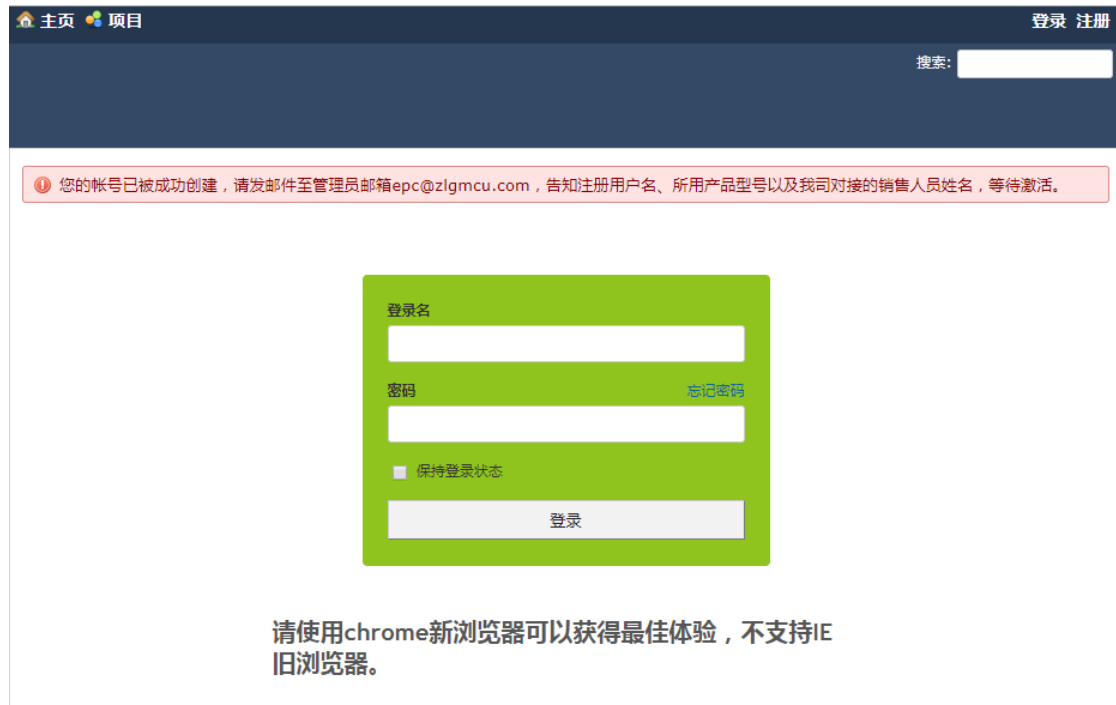 主页 项目 登录 注册
搜索:
您的帐号已被成功创建，请发邮件至管理员邮箱epc@zlgmcu.com，告知注册用户名、所用产品型号以及我司对接的销售人员姓名，等待激活。
登录名
密码 忘记密码
保持登录状态
登录
请使用chrome新浏览器可以获得最佳体验，不支持IE
旧浏览器。